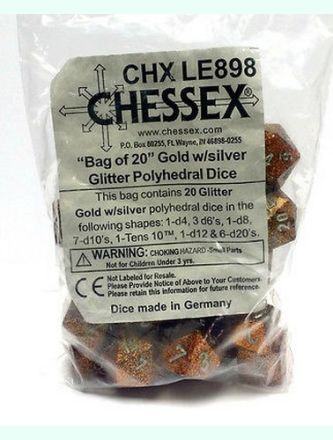 CHX LE898
CHESSEX®
www.chessex.com
P.O. Box 80255, FT. Wayne, IN 46898-0255
"Bag of 20" Gold w/silver
Glitter Polyhedral Dice
This bag contains 20 Glitter
Gold w/silver polyhedral dice in the
following shapes: 1-d4, 3 d6's, 1-d8,
7-d10's, 1-Tens 10™, 1-d12 & 6-d20's.
WARNING: CHOKING HAZARD -Small Parts
Not for Children Under 3 yrs.
CE
Not Labeled for Resale.
Please Provide Notice of Above to Your Customers.
Please retain this information for future reference.
Dice made in Germany
20
7